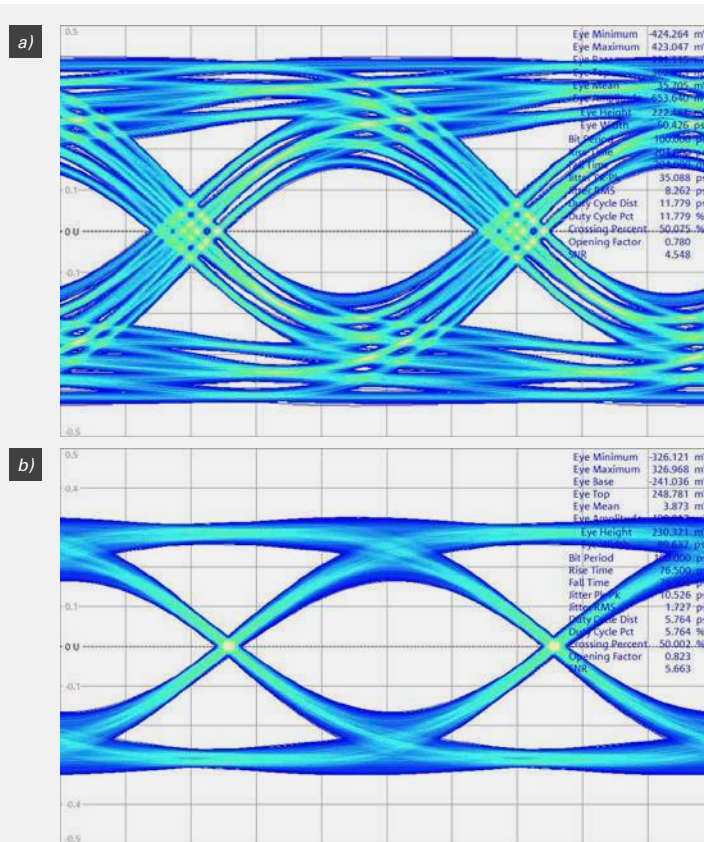 a)
0.5
Eye Minimum -424.264 m
Eye Maximum 423.047 m
Eye Mean
Eye Height
Eye Width 60.426 ps
Bit Period
Jitter Pk-Pk 35.088 ps
Jitter RMS 8.262 ps
0.1
Duty Cycle Dist 11.779 ps
Duty Cycle Pct 11.779 %
0 U
Crossing Percent 50.075 %
Opening Factor 0.780
SNR 4.548
-0.1
-0.5
b)
0.5
Eye Minimum -326.121 m
Eye Maximum 326.968 m
Eye Base -241.036 m
0.4
Eye Top 248.781 m
Eye Mean 3.873 m
Eye Amplitude
Eye Height 230.321 m
Bit Period
Rise Time 76.500
Fall Time
0.1
Jitter Pk-Pk 10.526 ps
Jitter RMS 1.727 ps
Duty Cycle Dist 5.764 ps
Duty Cycle Pct 5.764 %
0 U
Crossing Percent 50.002 %
Opening Factor 0.823
SNR 5.663
-0.1
-0.4
-0.5